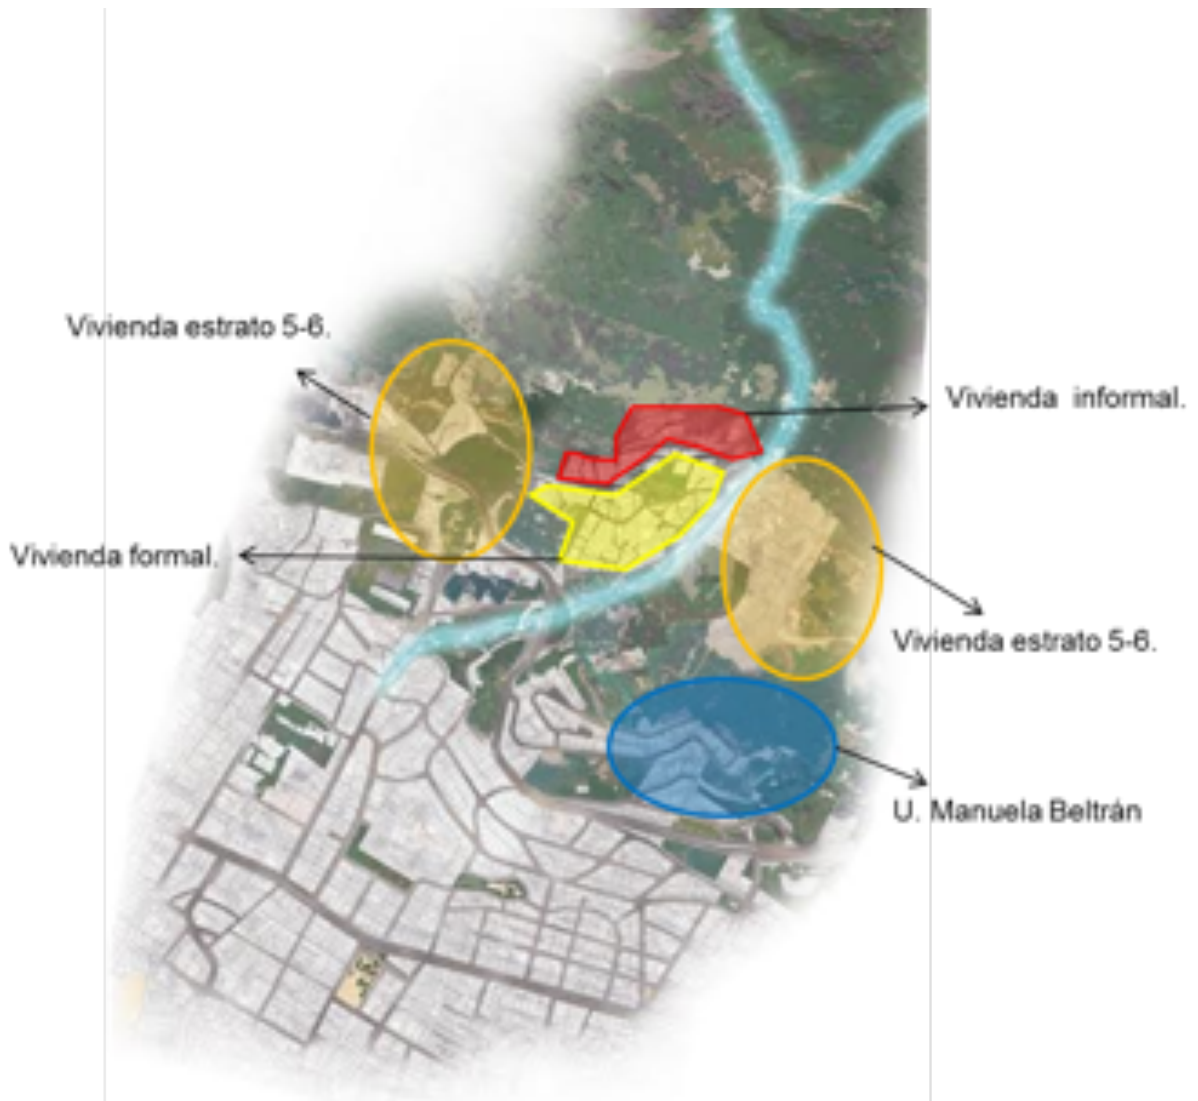 Vivienda estrato 5-6.
Vivienda informal.
Vivienda formal.
Vivienda estrato 5-6.
U. Manuela Beltrán